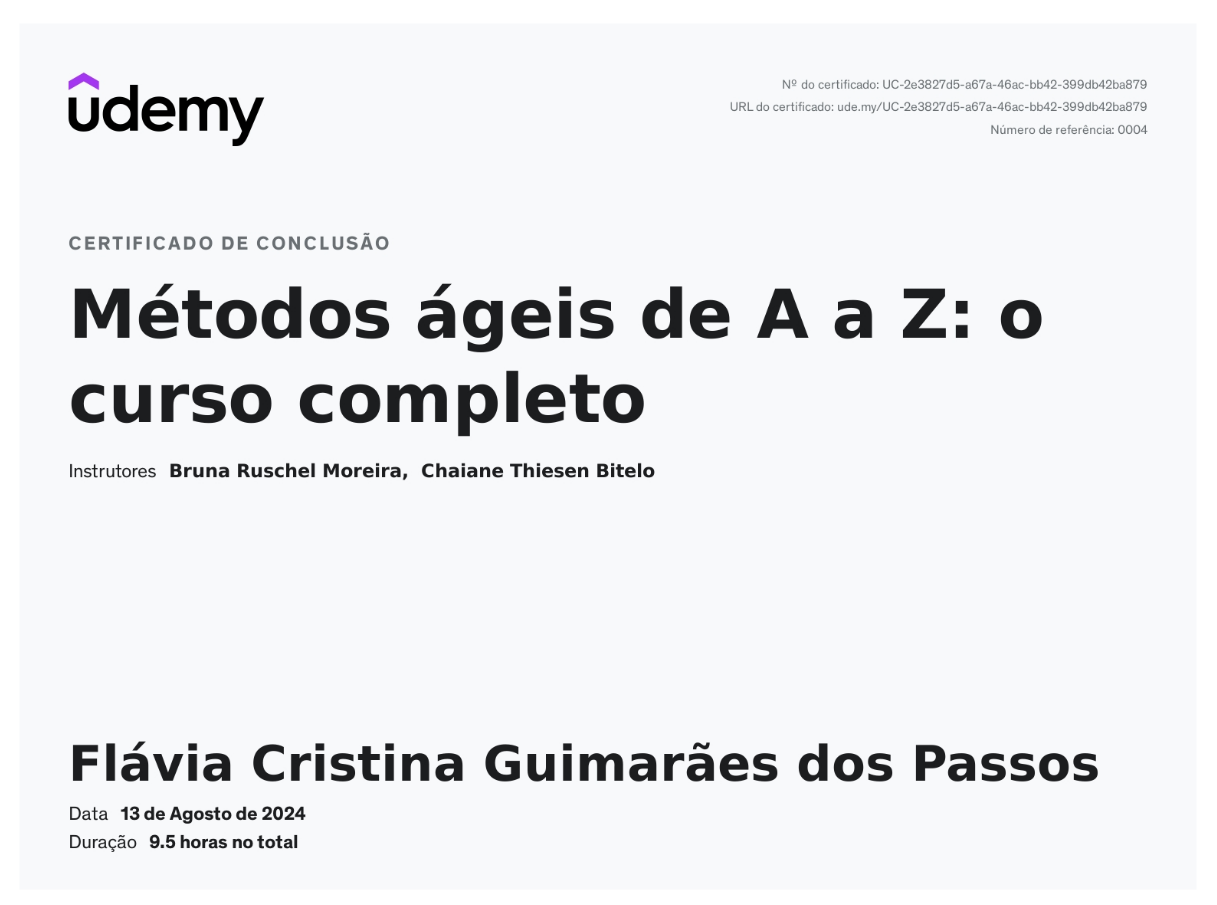 udemy
Nº do certificado: UC-2e3827d5-a67a-46ac-bb42-399db42ba879
URL do certificado: ude.my/UC-2e3827d5-a67a-46ac-bb42-399db42ba879
Número de referência: 0004
CERTIFICADO DE CONCLUSÃO
Métodos ágeis de A a Z: o
curso completo
Instrutores Bruna Ruschel Moreira, Chaiane Thiesen Bitelo
Flávia Cristina Guimarães dos Passos
Data 13 de Agosto de 2024
Duração 9.5 horas no total